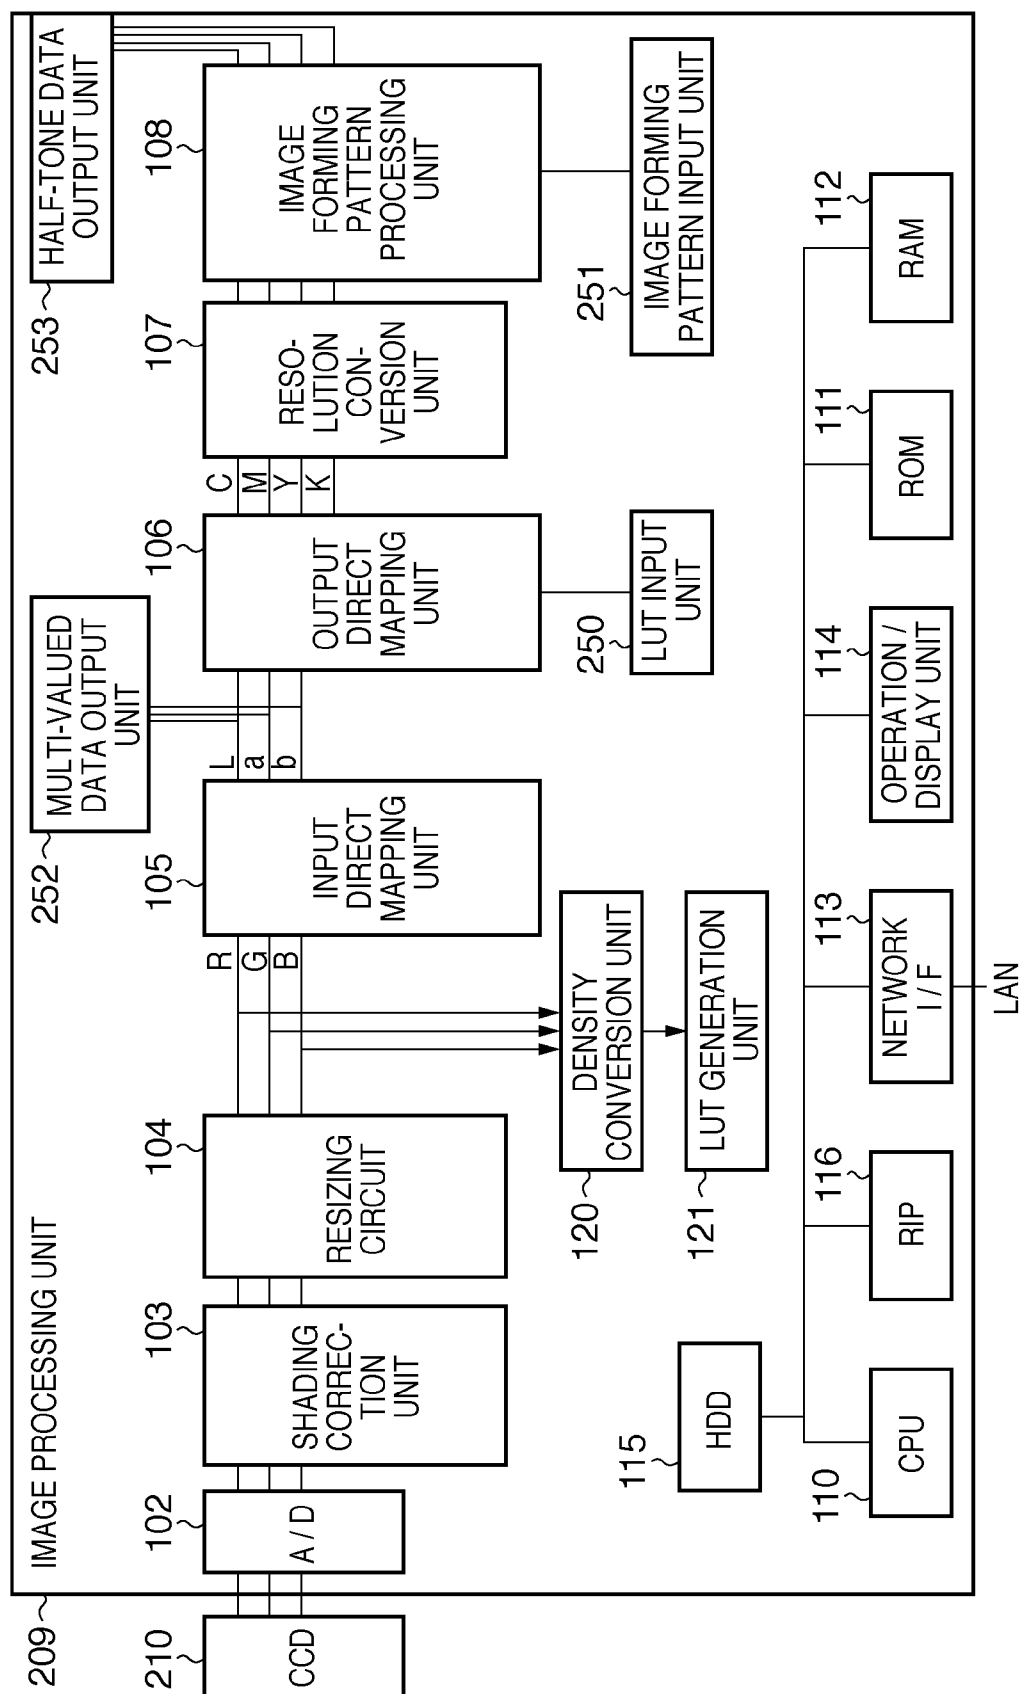 209
IMAGE PROCESSING UNIT
210
CCD
102
A / D
103
SHADING
CORREC-
TION
UNIT
104
RESIZING
CIRCUIT
R
G
B
105
INPUT
DIRECT
MAPPING
UNIT
252
MULTI-VALUED
DATA OUTPUT
UNIT
L
a
b
106
OUTPUT
DIRECT
MAPPING
UNIT
C
M
Y
K
107
RESO-
LUTION
CON-
VERSION
UNIT
108
IMAGE
FORMING
PATTERN
PROCESSING
UNIT
253
HALF-TONE DATA
OUTPUT UNIT
120
DENSITY
CONVERSION UNIT
121
LUT GENERATION
UNIT
250
LUT INPUT
UNIT
251
IMAGE FORMING
PATTERN INPUT UNIT
115
HDD
110
CPU
116
RIP
113
NETWORK
I / F
LAN
114
OPERATION /
DISPLAY UNIT
111
ROM
112
RAM